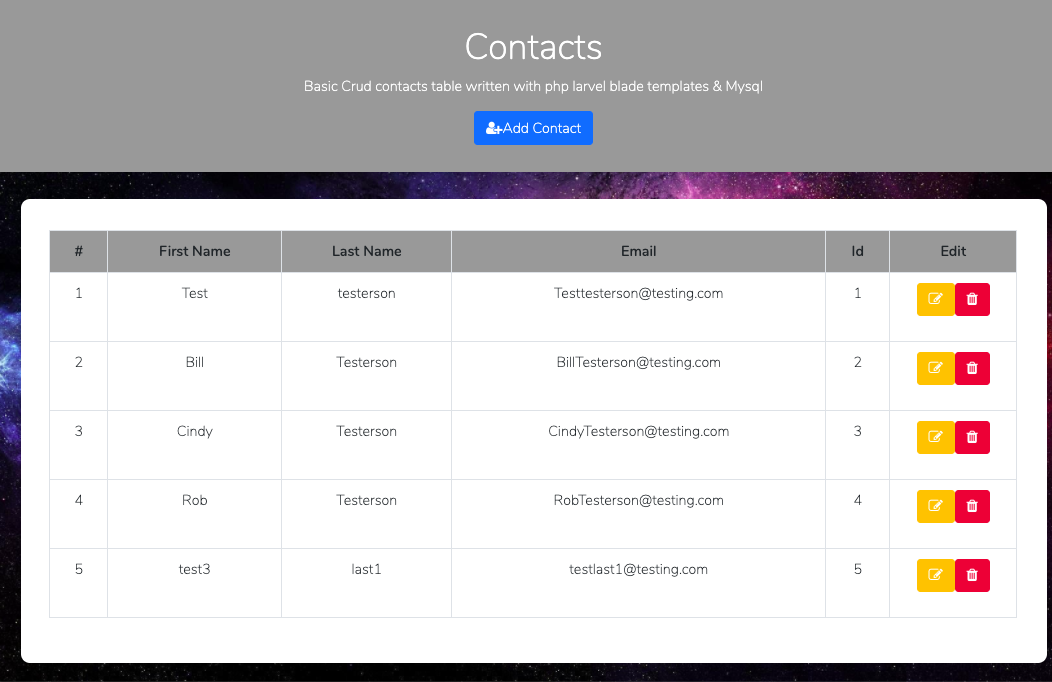 Contacts
Basic Crud contacts table written with php larvel blade templates & Mysql
Add Contact
# First Name Last Name Email Id Edit
1 Test testerson Testtesterson@testing.com 1
2 Bill Testerson BillTesterson@testing.com 2
3 Cindy Testerson CindyTesterson@testing.com 3
4 Rob Testerson RobTesterson@testing.com 4
5 test3 last1 testlast1@testing.com 5